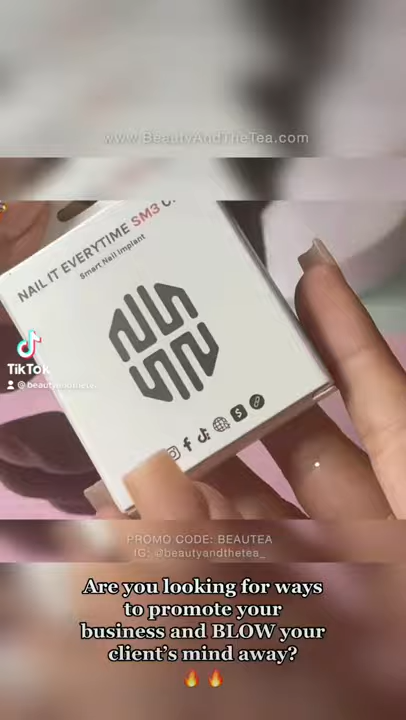 www.BeautyAndTheTea.com
NAIL IT EVERYTIME SM3
Smart Nail Implant
TikTok
PROMO CODE: BEAUTEA
IG: @beautyandthetea_
Are you looking for ways
to promote your
business and BLOW your
client's mind away?
🔥 🔥